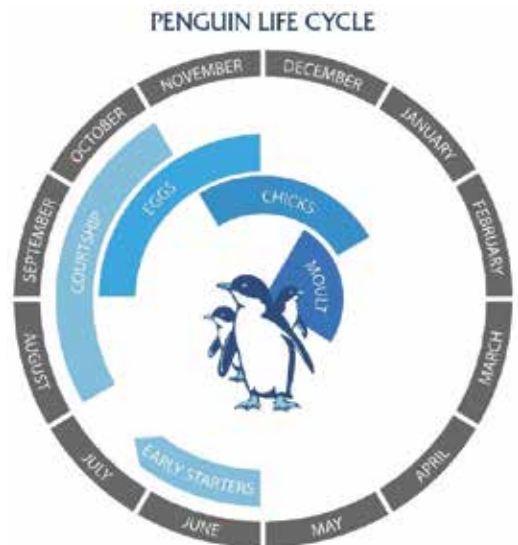 PENGUIN LIFE CYCLE
DECEMBER
JANUARY
FEBRUARY
MARCH
APRIL
MAY
JUNE
JULY
AUGUST
SEPTEMBER
OCTOBER
NOVEMBER
COURTSHIP
EGGS
CHICKS
MOULT
EARLY STARTERS